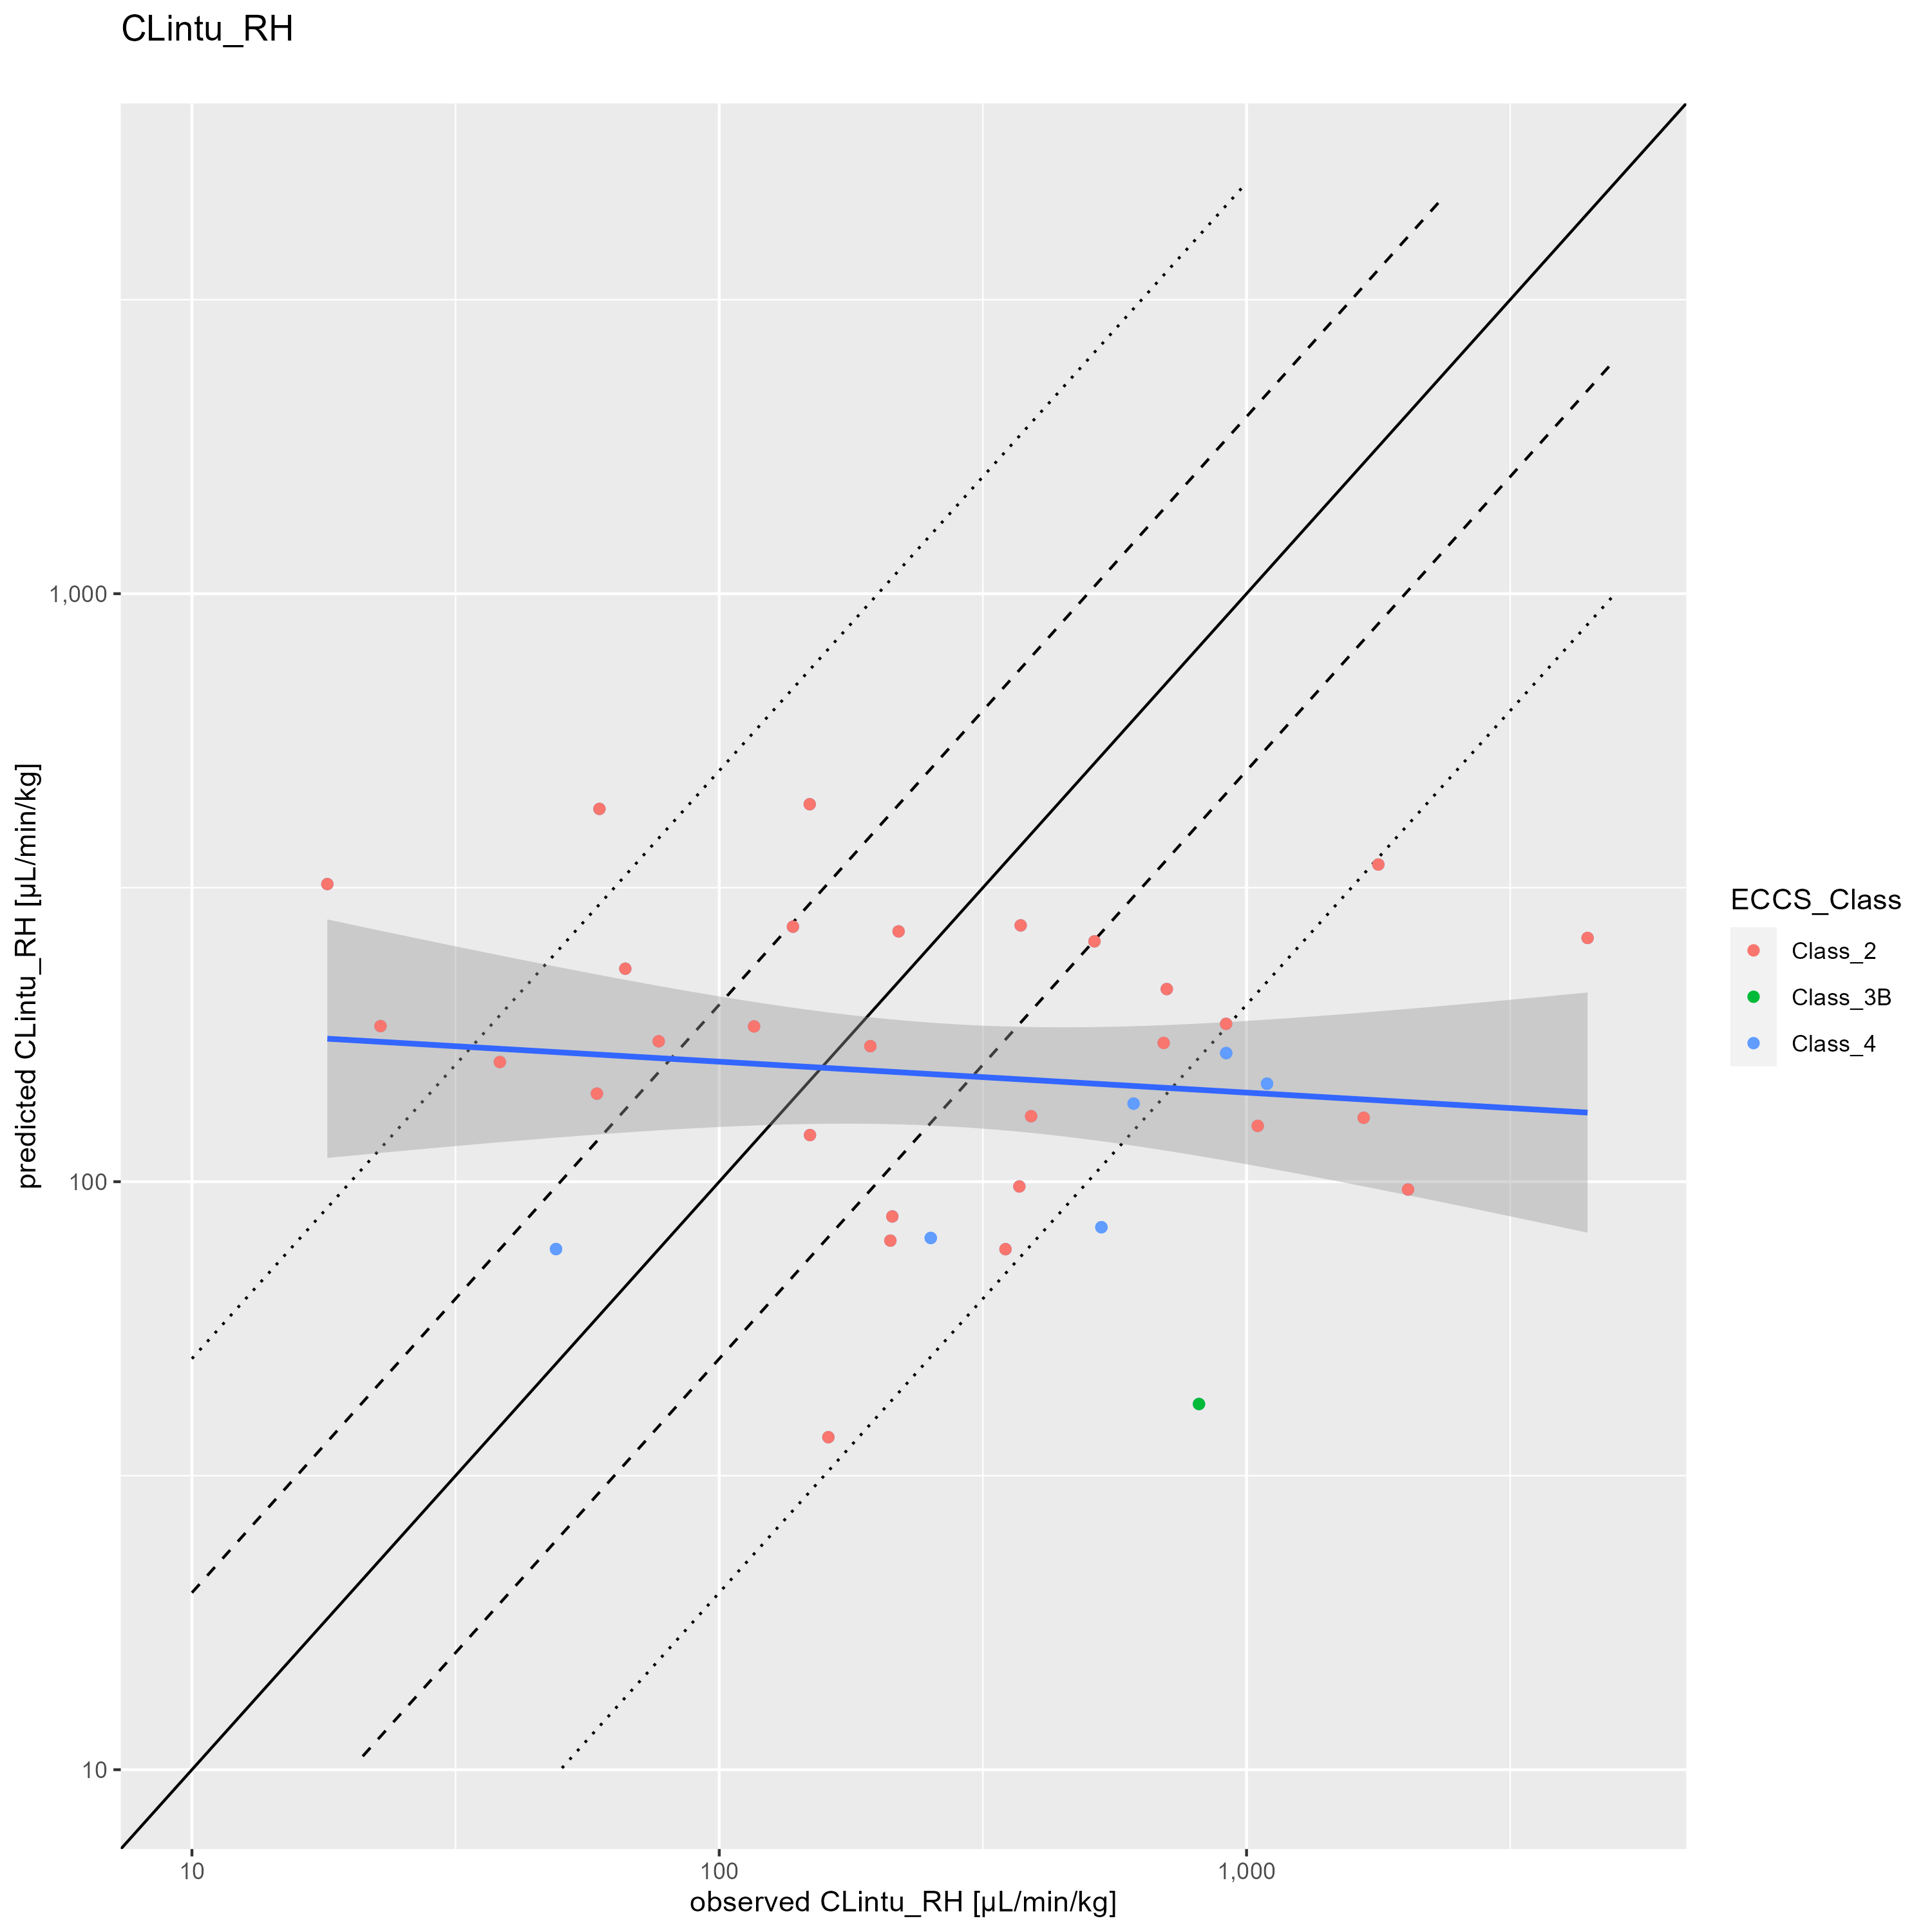 CLintu_RH
predicted CLintu_RH [µL/min/kg]
1,000
100
10
10
100
1,000
observed CLintu_RH [µL/min/kg]
ECCS_Class
Class_2
Class_3B
Class_4